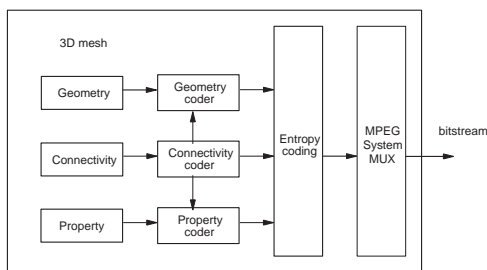 3D mesh
Geometry
Geometry
coder
Connectivity
Connectivity
coder
Property
Property
coder
Entropy
coding
MPEG
System
MUX
bitstream